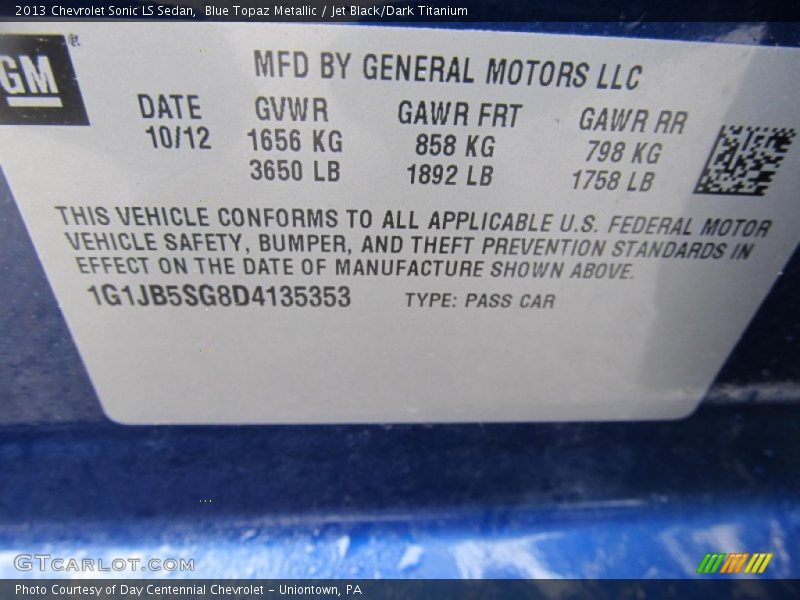 2013 Chevrolet Sonic LS Sedan, Blue Topaz Metallic / Jet Black/Dark Titanium
GM ®
MFD BY GENERAL MOTORS LLC
DATE GVWR GAWR FRT GAWR RR
10/12 1656 KG 858 KG 798 KG
3650 LB 1892 LB 1758 LB
THIS VEHICLE CONFORMS TO ALL APPLICABLE U.S. FEDERAL MOTOR
VEHICLE SAFETY, BUMPER, AND THEFT PREVENTION STANDARDS IN
EFFECT ON THE DATE OF MANUFACTURE SHOWN ABOVE.
1G1JB5SG8D4135353 TYPE: PASS CAR
GTCarLot.com
Photo Courtesy of Day Centennial Chevrolet - Uniontown, PA